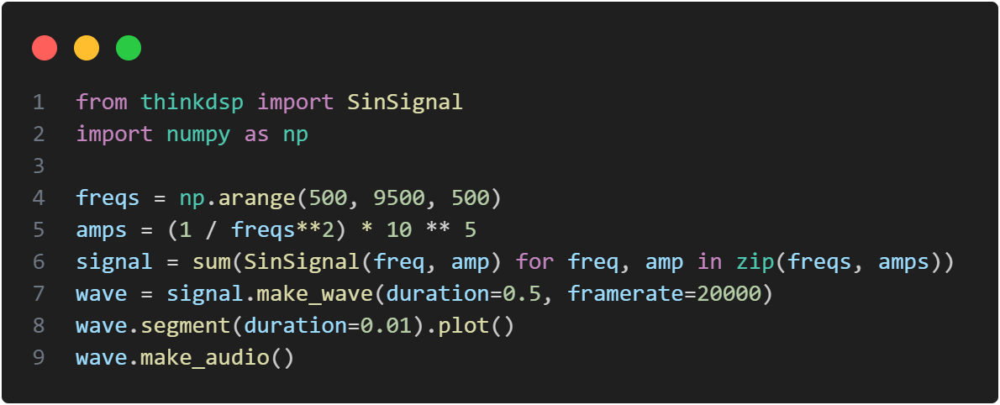 1 from thinkdsp import SinSignal
2 import numpy as np
3
4 freqs = np.arange(500, 9500, 500)
5 amps = (1 / freqs**2) * 10 ** 5
6 signal = sum(SinSignal(freq, amp) for freq, amp in zip(freqs, amps))
7 wave = signal.make_wave(duration=0.5, framerate=20000)
8 wave.segment(duration=0.01).plot()
9 wave.make_audio()